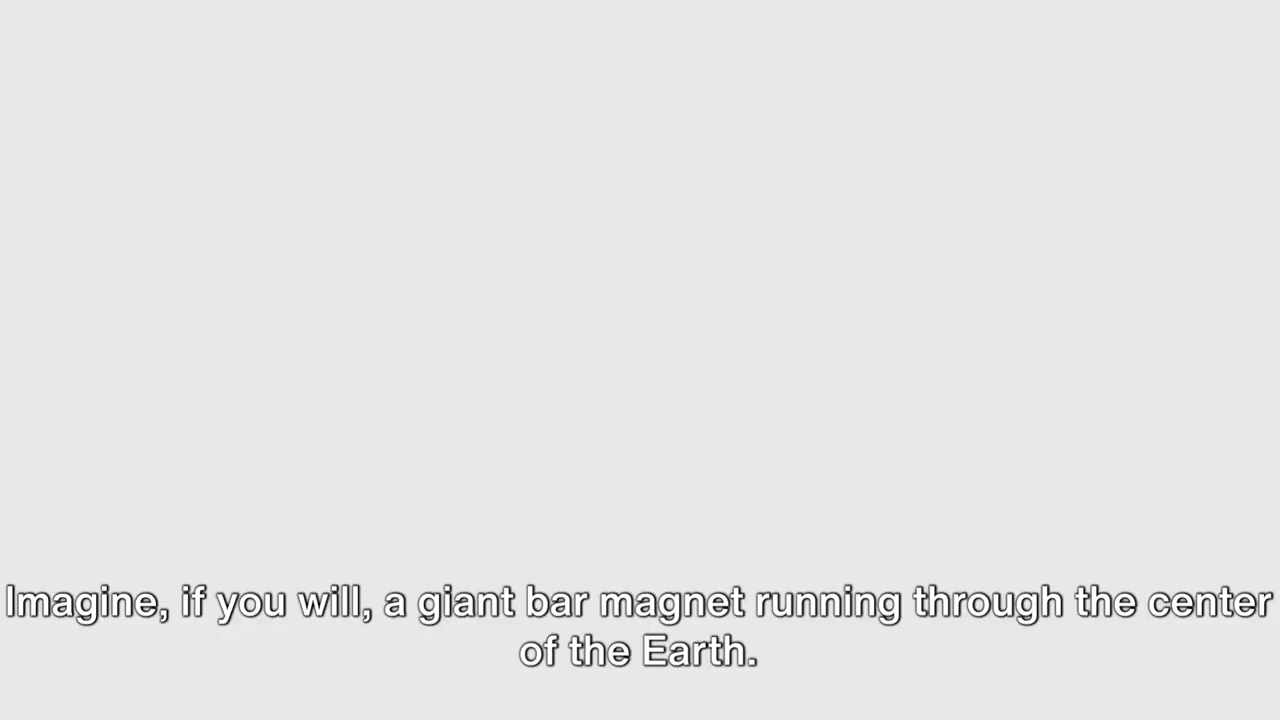 Imagine, if you will, a giant bar magnet running through the center
of the Earth.